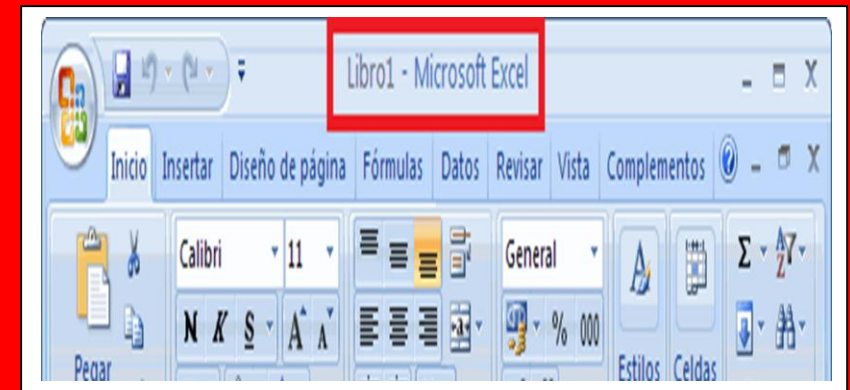 Libro1 - Microsoft Excel
Inicio Insertar Diseño de página Fórmulas Datos Revisar Vista Complementos
Calibri 11 General
N K S A A % 000
Pegar Estilos Celdas